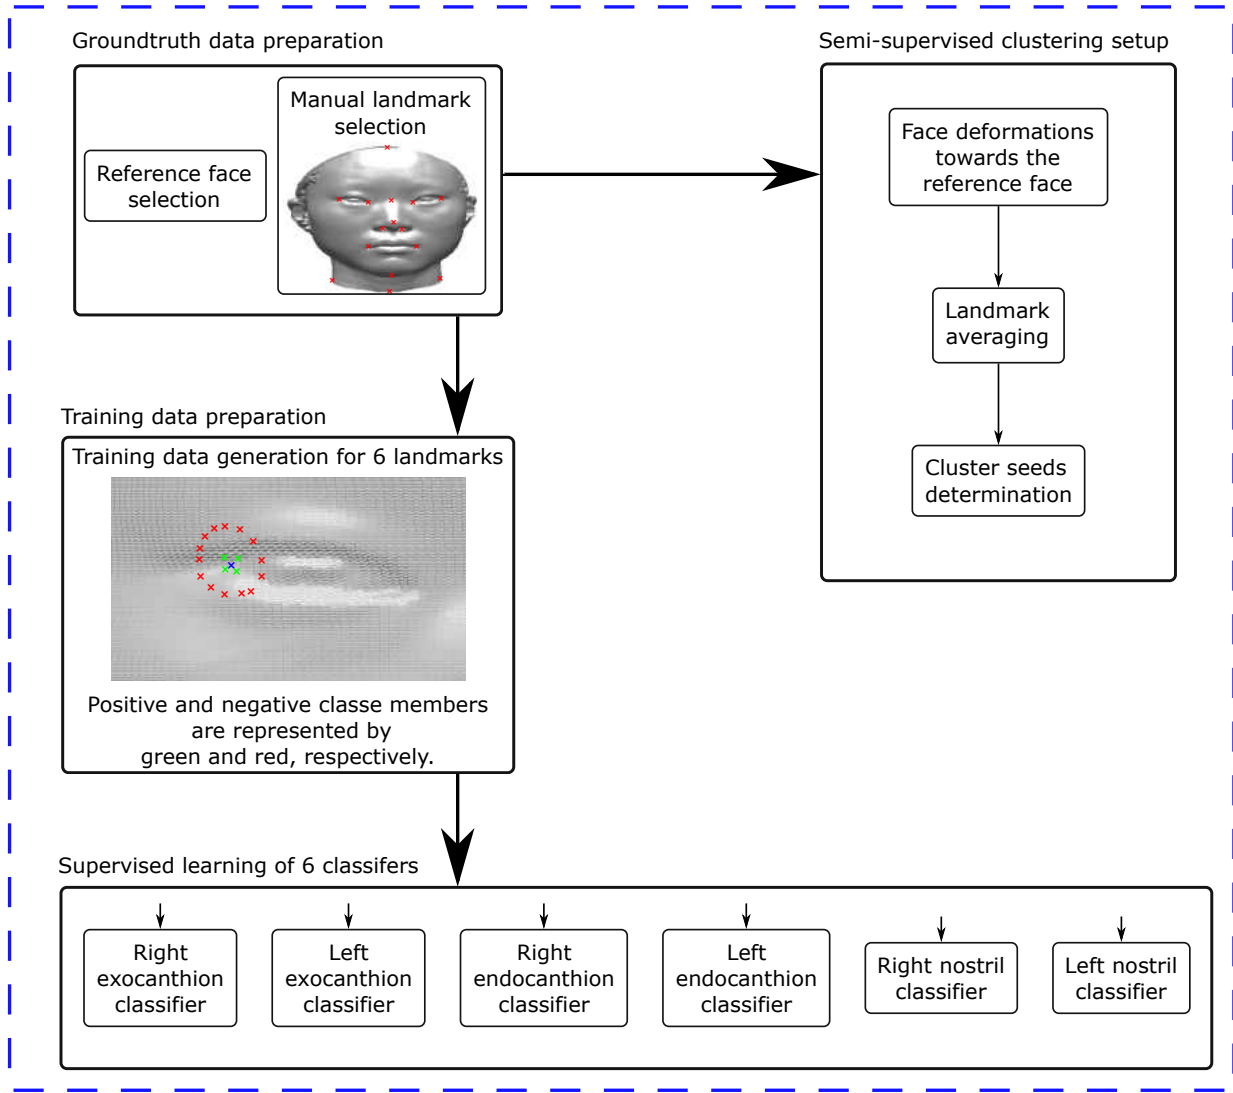 Groundtruth data preparation
Manual landmark
selection
Reference face
selection
Semi-supervised clustering setup
Face deformations
towards the
reference face
Landmark
averaging
Cluster seeds
determination
Training data preparation
Training data generation for 6 landmarks
Positive and negative classe members
are represented by
green and red, respectively.
Supervised learning of 6 classifers
Right
exocanthion
classifier
Left
exocanthion
classifier
Right
endocanthion
classifier
Left
endocanthion
classifier
Right nostril
classifier
Left nostril
classifier